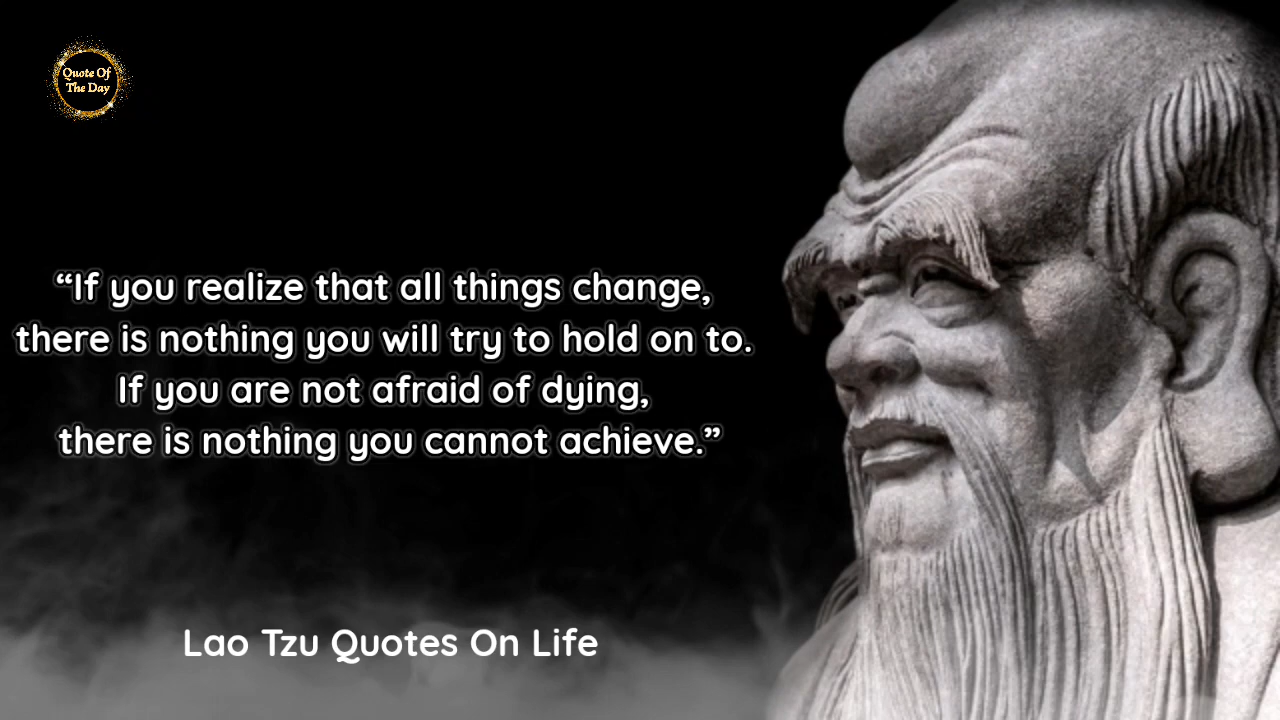 Quote Of
The Day
“If you realize that all things change,
there is nothing you will try to hold on to.
If you are not afraid of dying,
there is nothing you cannot achieve.”
Lao Tzu Quotes On Life